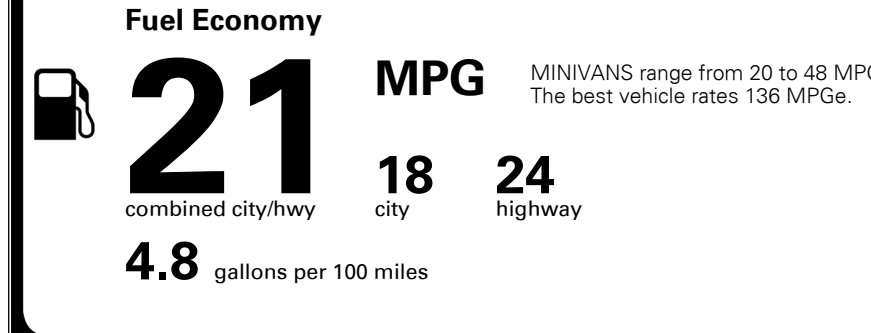 Fuel Economy
21 MPG
MINIVANS range from 20 to 48 MPG
The best vehicle rates 136 MPGe.
18 24
combined city/hwy city highway
4.8 gallons per 100 miles